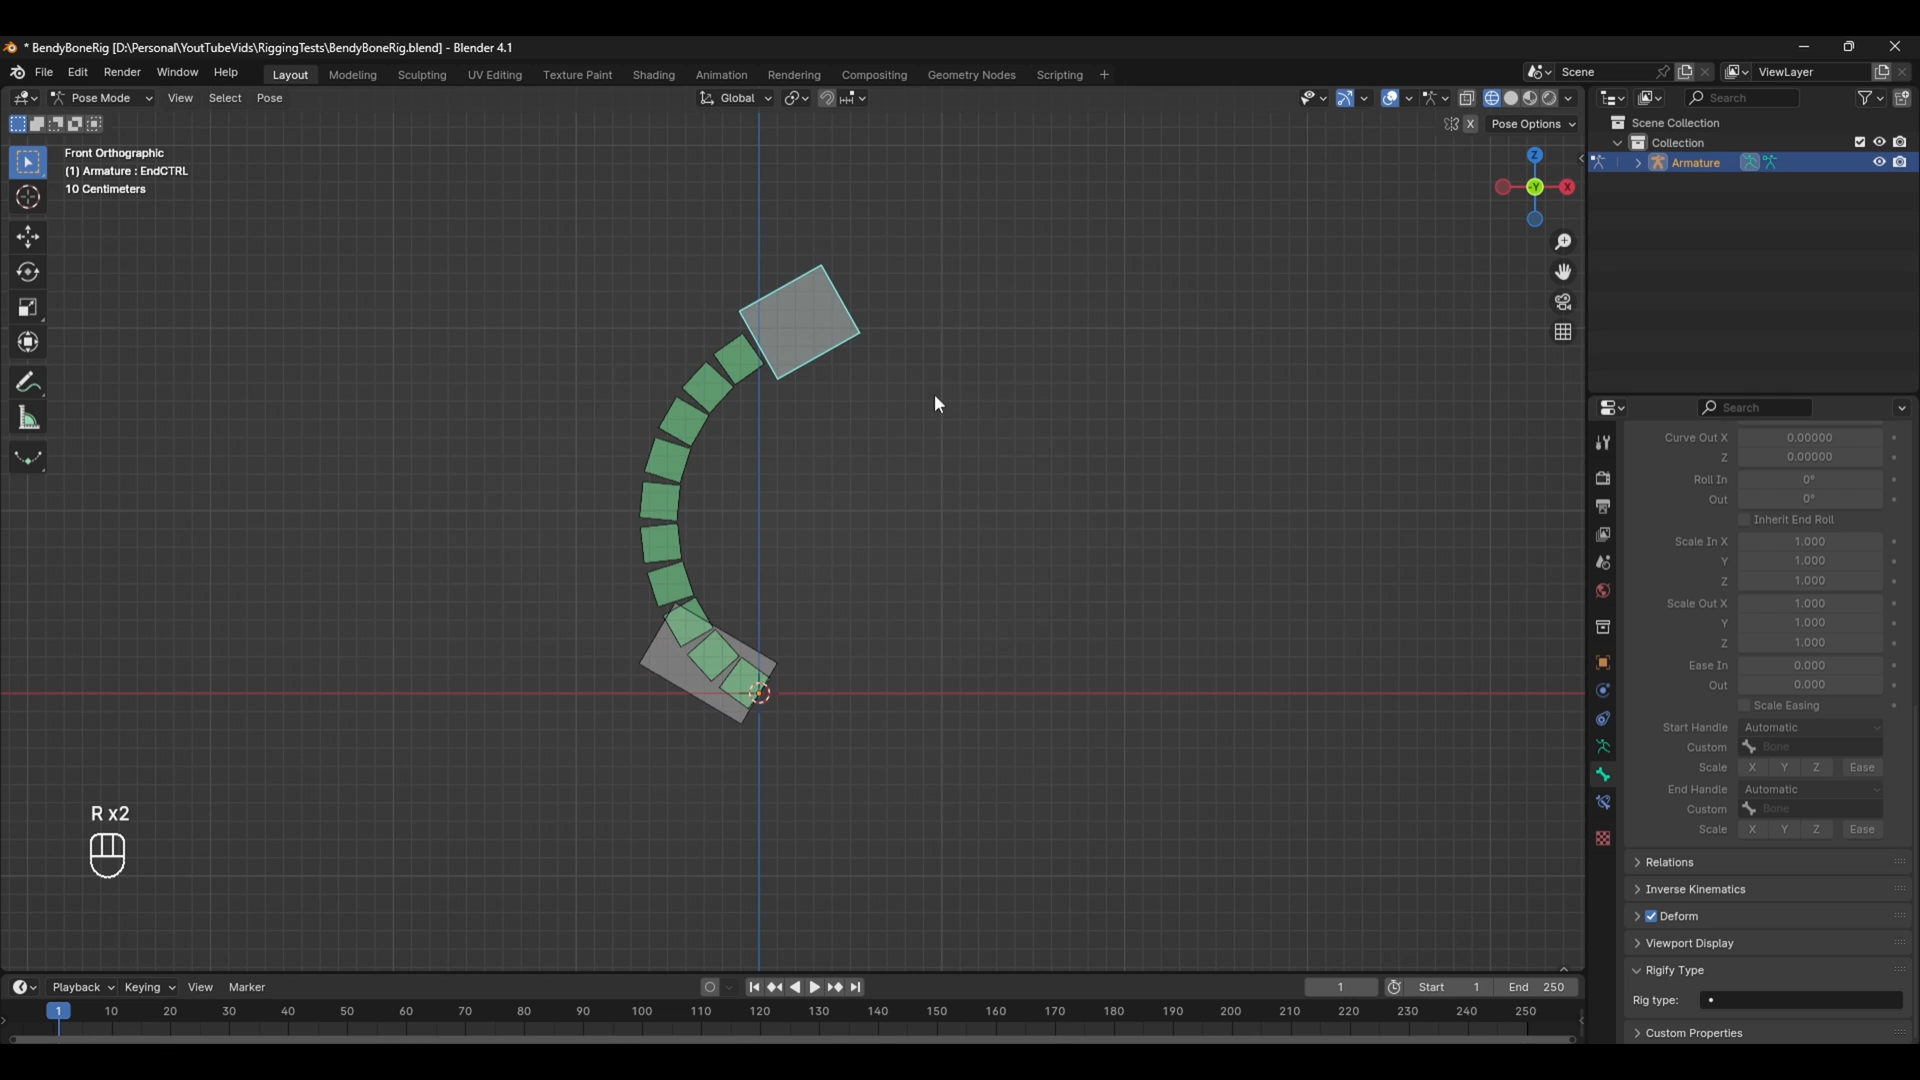 * BendyBoneRig [D:\Personal\YoutTubeVids\RiggingTests\BendyBoneRig.blend] - Blender 4.1
File Edit Render Window Help Layout Modeling Sculpting UV Editing Texture Paint Shading Animation Rendering Compositing Geometry Nodes Scripting + Scene ViewLayer
Pose Mode View Select Pose Global Search
X Pose Options
Scene Collection
Collection
Armature
Front Orthographic
(1) Armature : EndCTRL
10 Centimeters
Z
Y X
Search
Curve Out X 0.00000
Z 0.00000
Roll In 0°
Out 0°
Inherit End Roll
Scale In X 1.000
Y 1.000
Z 1.000
Scale Out X 1.000
Y 1.000
Z 1.000
Ease In 0.000
Out 0.000
Scale Easing
Start Handle Automatic
Custom Bone
Scale X Y Z Ease
End Handle Automatic
Custom Bone
Scale X Y Z Ease
R x2
Relations
Inverse Kinematics
Deform
Viewport Display
Rigify Type
Rig type:
Custom Properties
Playback Keying View Marker 1 Start 1 End 250
1 10 20 30 40 50 60 70 80 90 100 110 120 130 140 150 160 170 180 190 200 210 220 230 240 250